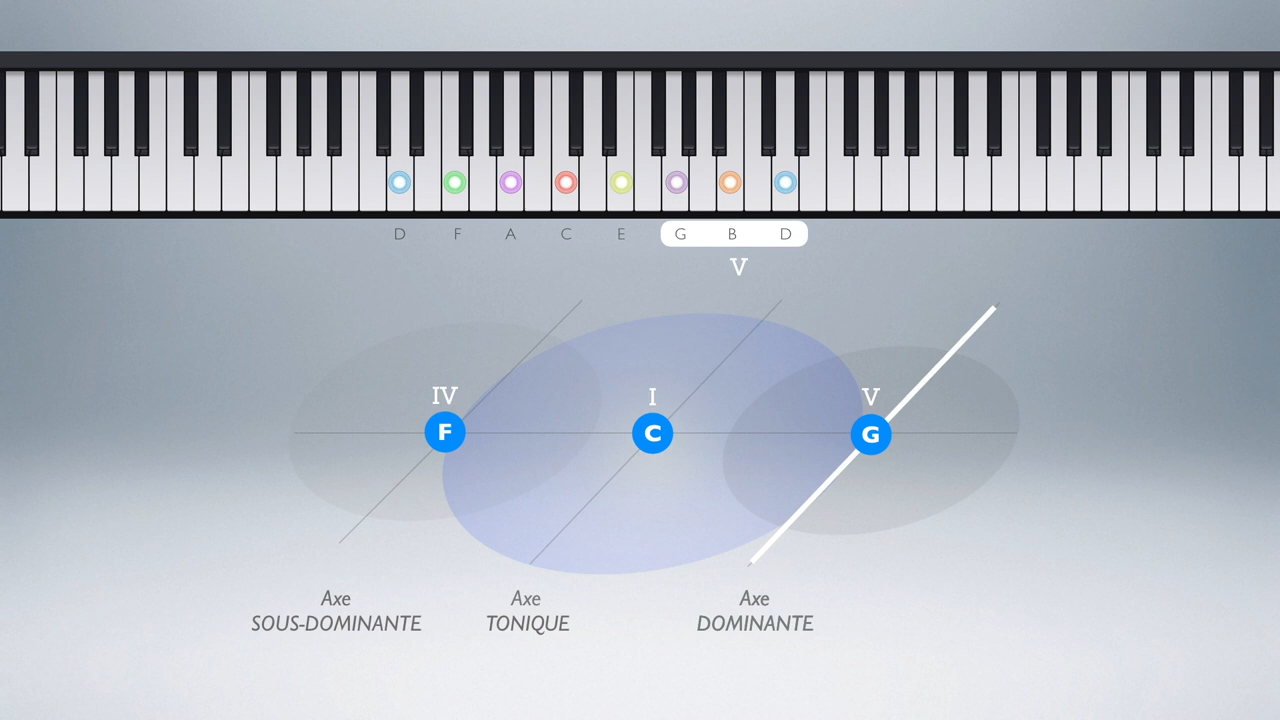 D F A C E G B D
V
IV I V
F C G
Axe Axe Axe
SOUS-DOMINANTE TONIQUE DOMINANTE